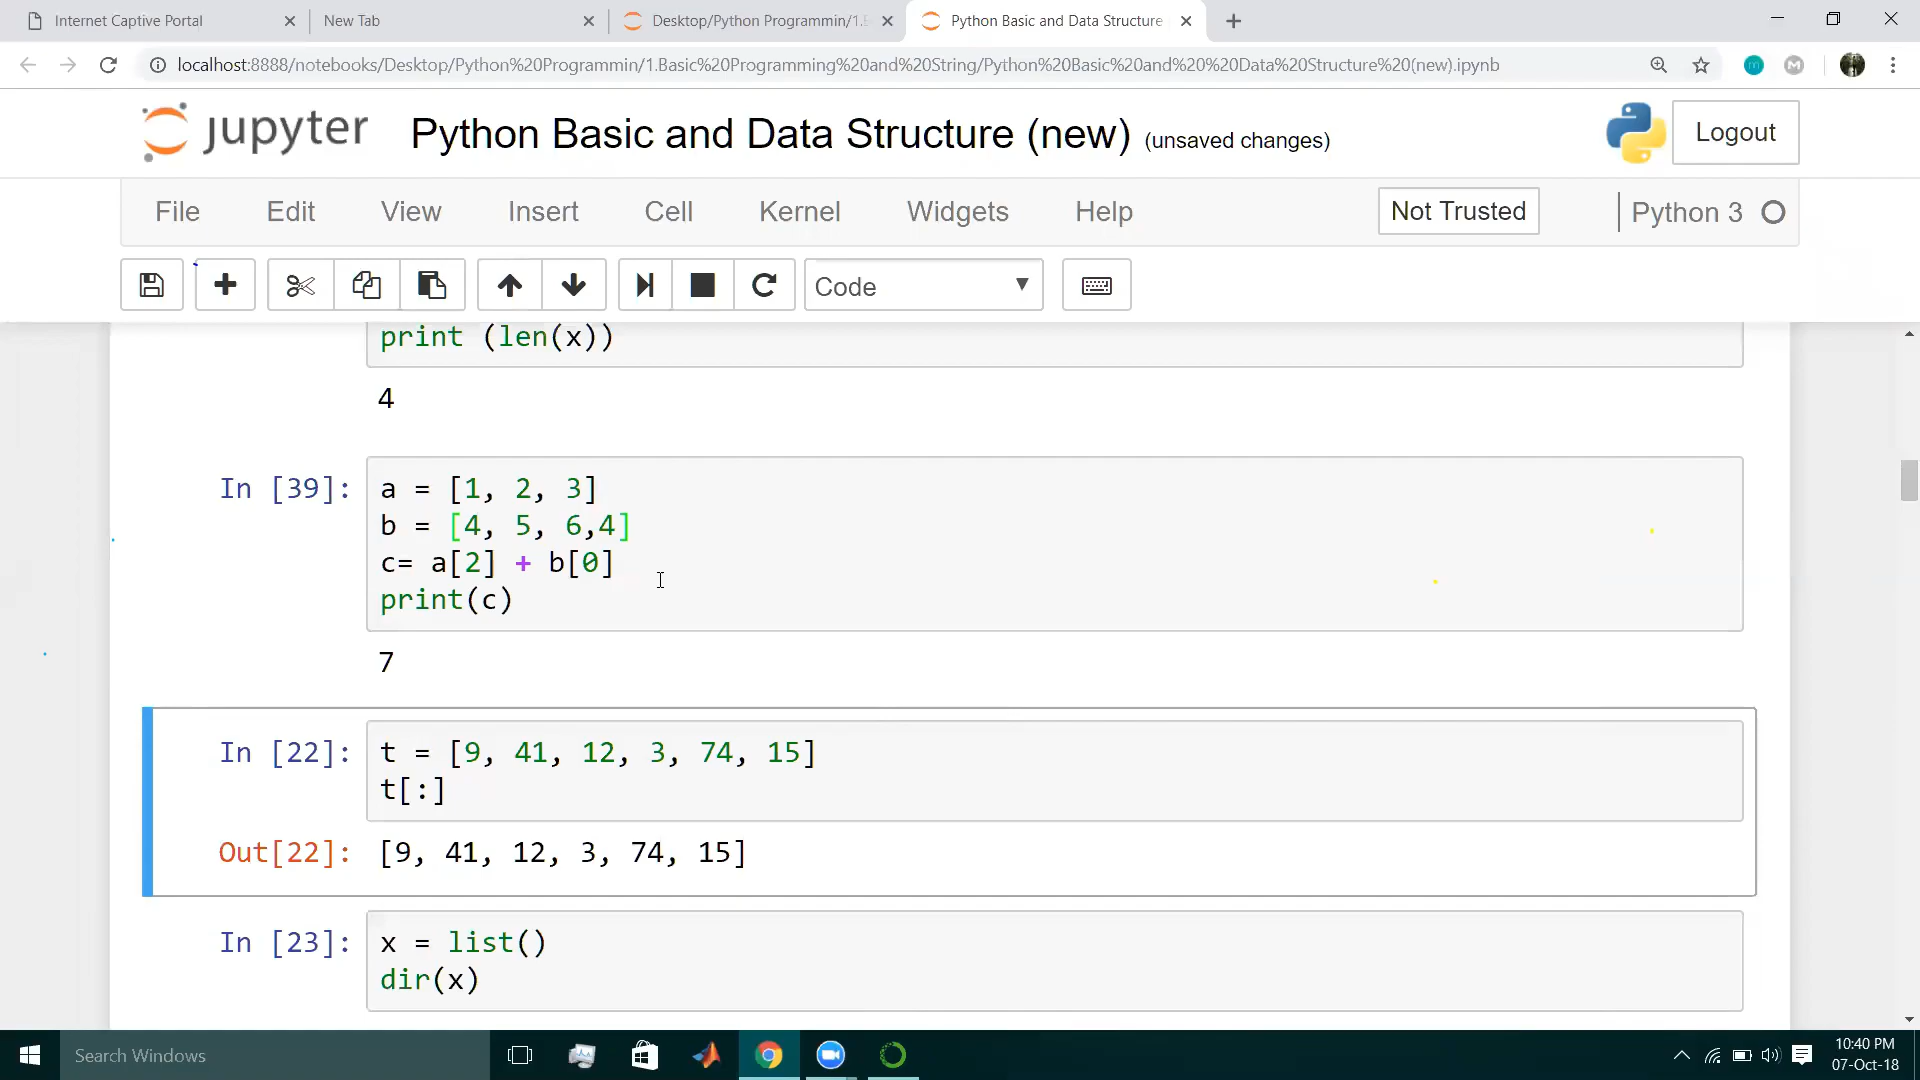 Internet Captive Portal
New Tab
Desktop/Python Programmin/1.B
Python Basic and Data Structure
localhost:8888/notebooks/Desktop/Python%20Programmin/1.Basic%20Programming%20and%20String/Python%20Basic%20and%20%20Data%20Structure%20(new).ipynb
jupyter Python Basic and Data Structure (new) (unsaved changes)
Logout
File Edit View Insert Cell Kernel Widgets Help Not Trusted Python 3
Code
print (len(x))
4
In [39]: a = [1, 2, 3]
b = [4, 5, 6,4]
c= a[2] + b[0]
print(c)
7
In [22]: t = [9, 41, 12, 3, 74, 15]
t[:]
Out[22]: [9, 41, 12, 3, 74, 15]
In [23]: x = list()
dir(x)
Search Windows
10:40 PM
07-Oct-18